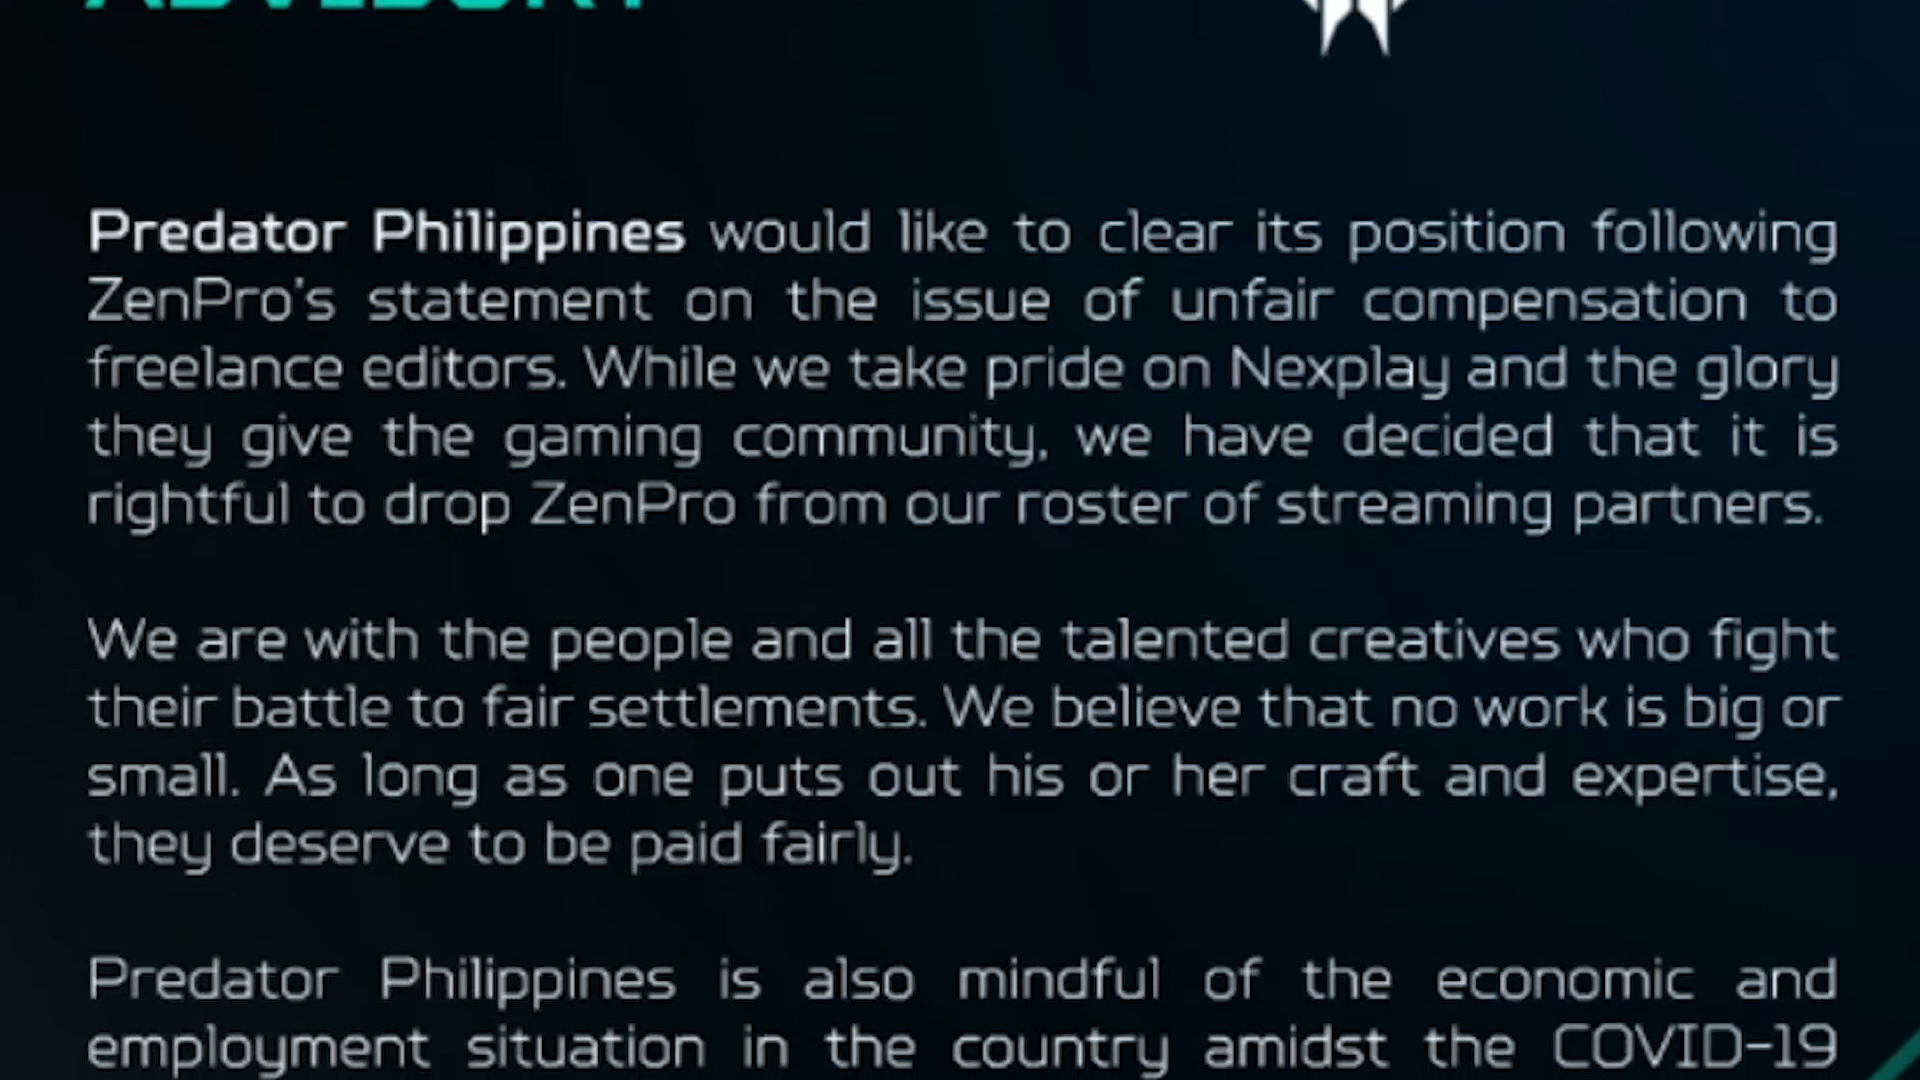 ADVISORY
Predator Philippines would like to clear its position following
ZenPro's statement on the issue of unfair compensation to
freelance editors. While we take pride on Nexplay and the glory
they give the gaming community, we have decided that it is
rightful to drop ZenPro from our roster of streaming partners.
We are with the people and all the talented creatives who fight
their battle to fair settlements. We believe that no work is big or
small. As long as one puts out his or her craft and expertise,
they deserve to be paid fairly.
Predator Philippines is also mindful of the economic and
employment situation in the country amidst the COVID-19